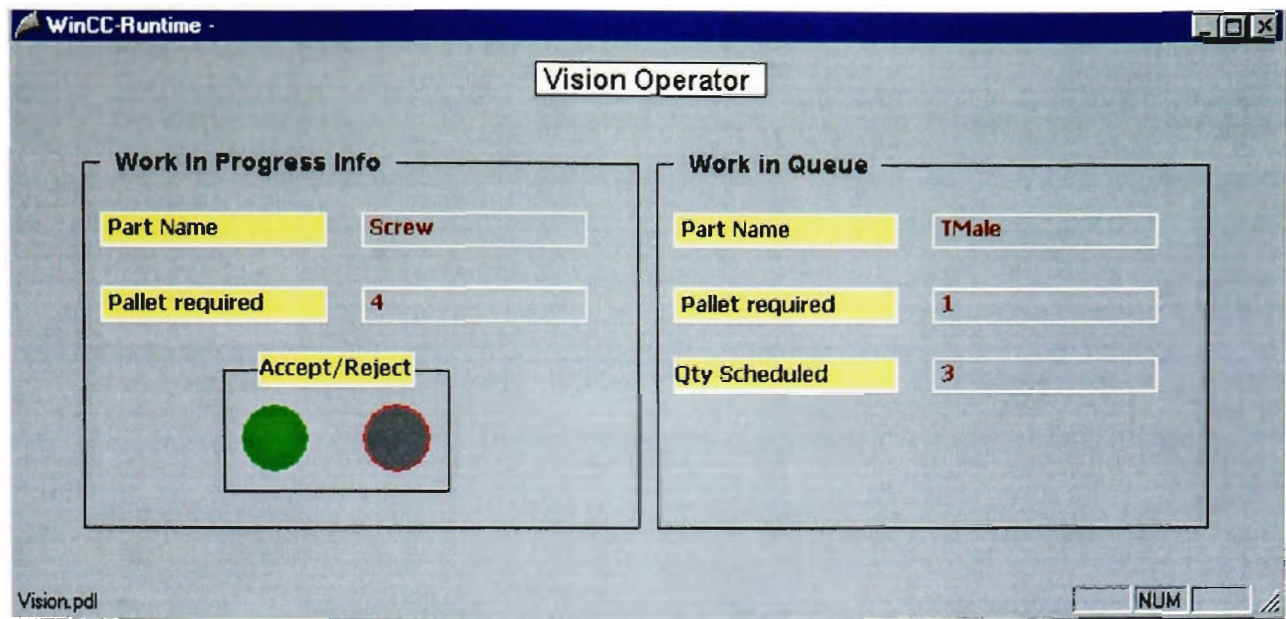 WinCC-Runtime -
Vision Operator
Work In Progress Info
Part Name
Screw
Pallet required
4
Accept/Reject
Work in Queue
Part Name
TMale
Pallet required
1
Qty Scheduled
3
Vision.pdl
NUM